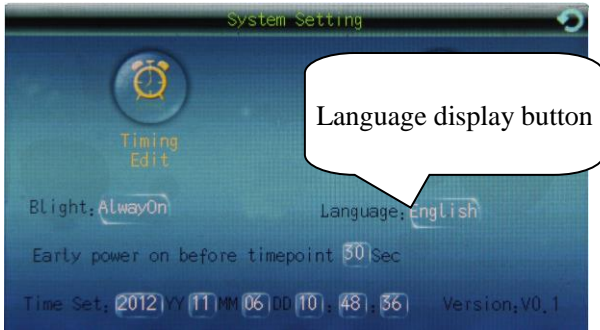 System Setting
Language display button
Timing
Edit
Blight:AlwayOn
Language:English
Early power on before timepoint 30 Sec
Time Set: 2012 YY 11 MM 06 DD 10 : 48 : 36
Version:V0.1